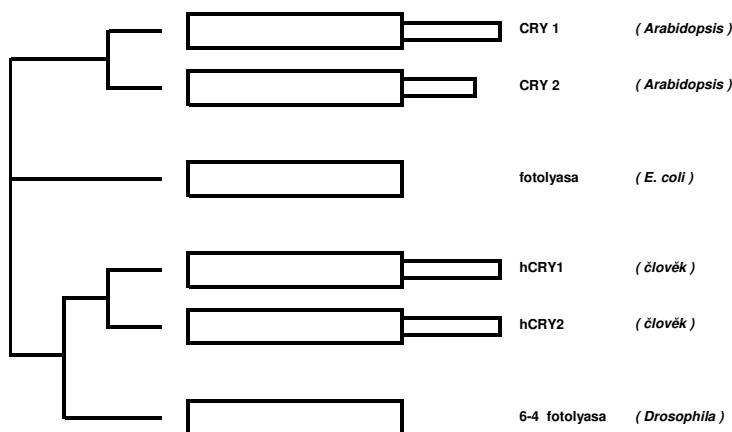 CRY 1 ( Arabidopsis )
CRY 2 ( Arabidopsis )
fotolyasa ( E. coli )
hCRY1 ( člověk )
hCRY2 ( člověk )
6-4 fotolyasa ( Drosophila )